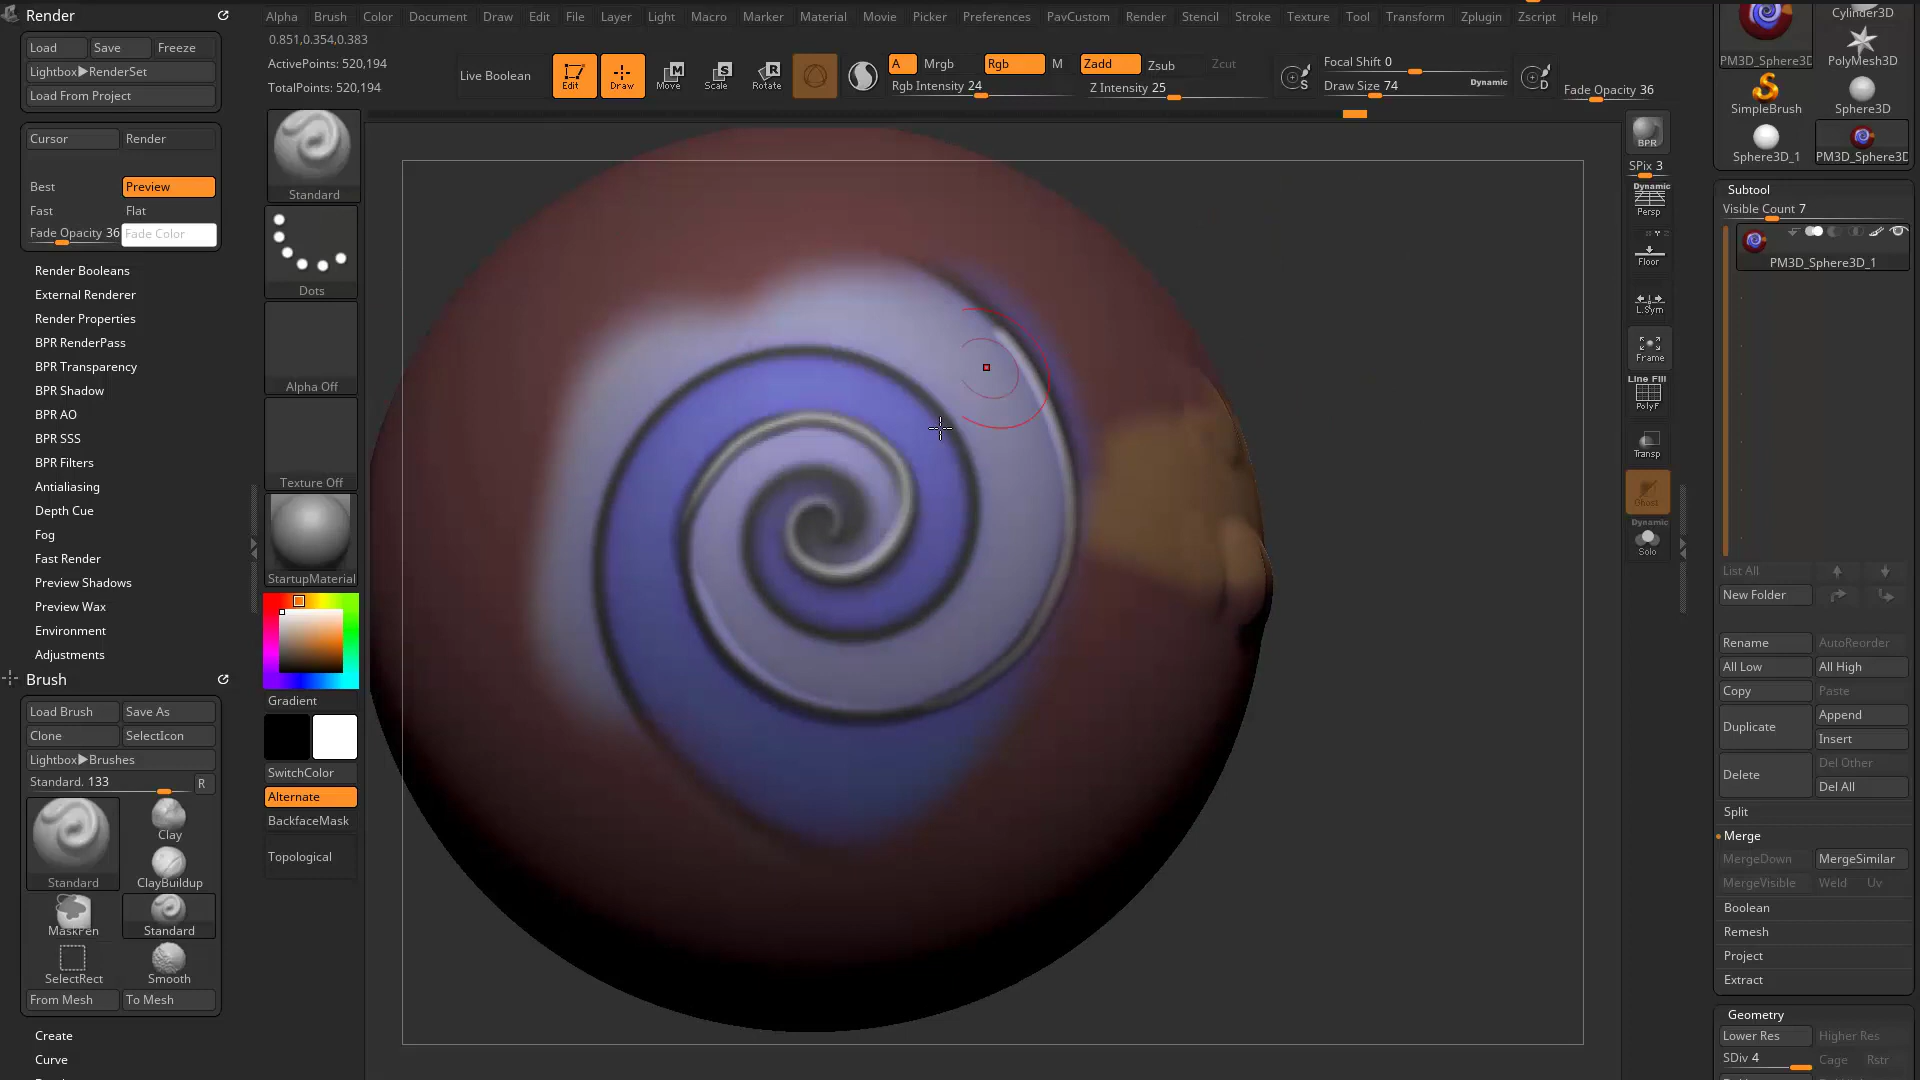 Render
Load Save Freeze
Lightbox▶RenderSet
Load From Project
Cursor Render
Best Preview
Fast Flat
Fade Opacity 36 Fade Color
Render Booleans
External Renderer
Render Properties
BPR RenderPass
BPR Transparency
BPR Shadow
BPR AO
BPR SSS
BPR Filters
Antialiasing
Depth Cue
Fog
Fast Render
Preview Shadows
Preview Wax
Environment
Adjustments
Brush
Load Brush Save As
Clone SelectIcon
Lightbox▶Brushes
Standard. 133 R
Clay
Standard ClayBuildup
MaskPen Standard
SelectRect Smooth
From Mesh To Mesh
Create
Curve
Alpha Brush Color Document Draw Edit File Layer Light Macro Marker Material Movie Picker Preferences PavCustom Render Stencil Stroke Texture Tool Transform Zplugin Zscript Help
0.851,0.354,0.383
ActivePoints: 520,194
TotalPoints: 520,194
Live Boolean
Edit Draw Move Scale Rotate
A Mrgb Rgb M Zadd Zsub Zcut
Rgb Intensity 24 Z Intensity 25
S
Focal Shift 0
Draw Size 74 Dynamic
D
Fade Opacity 36
Standard
Dots
Alpha Off
Texture Off
StartupMaterial
Gradient
SwitchColor
Alternate
BackfaceMask
Topological
BPR
SPix 3
Dynamic
Persp
Floor
L.Sym
Frame
Line Fill
PolyF
Transp
Ghost
Dynamic
Solo
Cylinder3D
PM3D_Sphere3D PolyMesh3D
SimpleBrush Sphere3D
Sphere3D_1 PM3D_Sphere3D
Subtool
Visible Count 7
PM3D_Sphere3D_1
List All
New Folder
Rename AutoReorder
All Low All High
Copy Paste
Duplicate Append
Insert
Delete Del Other
Del All
Split
Merge
MergeDown MergeSimilar
MergeVisible Weld Uv
Boolean
Remesh
Project
Extract
Geometry
Lower Res Higher Res
SDiv 4 Cage Rstr